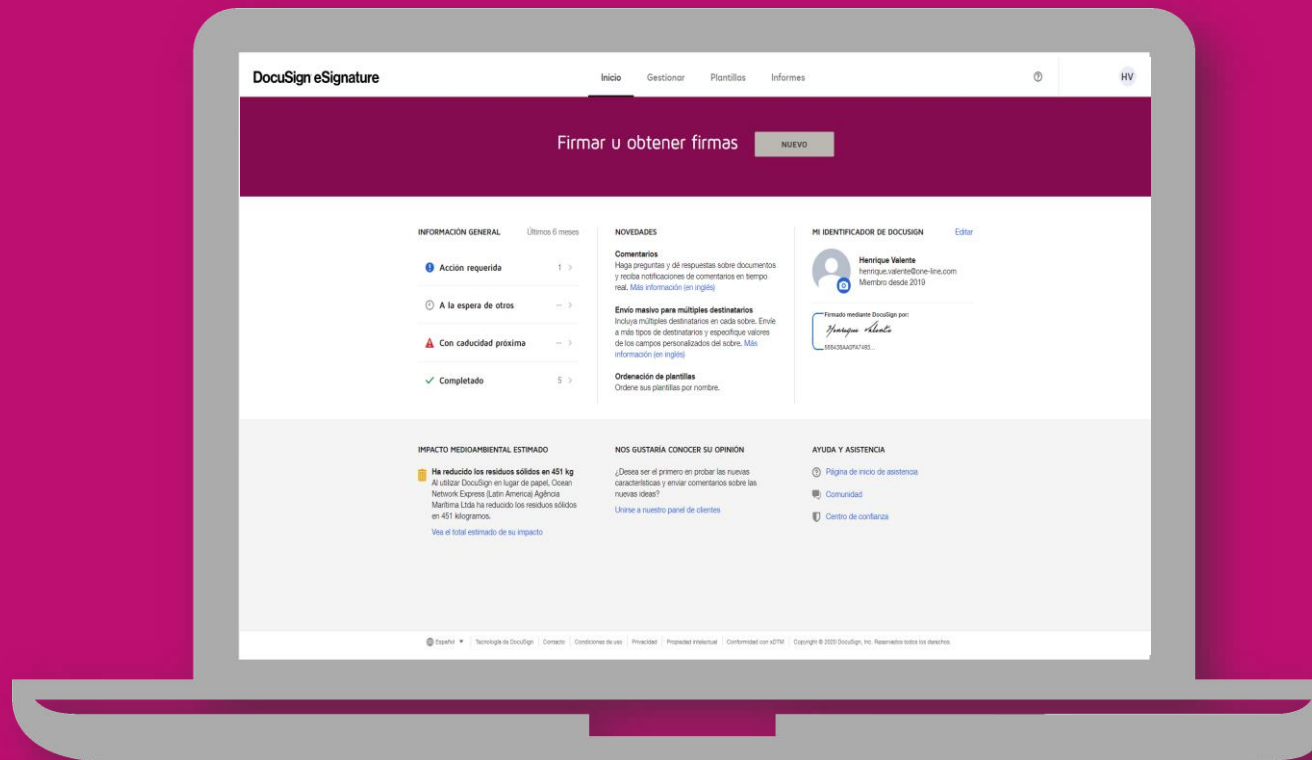 DocuSign eSignature
Inicio Gestionar Plantillas Informes
HV
Firmar u obtener firmas NUEVO
INFORMACIÓN GENERAL Últimos 6 meses
Acción requerida 1
A la espera de otros --
Con caducidad próxima --
Completado 5
NOVEDADES
Comentarios
Haga preguntas y dé respuestas sobre documentos
y reciba notificaciones de comentarios en tiempo
real. Más información (en inglés)
Envío masivo para múltiples destinatarios
Incluya múltiples destinatarios en cada sobre. Envíe
a más tipos de destinatarios y especifique valores
de los campos personalizados del sobre. Más
información (en inglés)
Ordenación de plantillas
Ordene sus plantillas por nombre.
MI IDENTIFICADOR DE DOCUSIGN Editar
Henrique Valente
henrique.valente@one-line.com
Miembro desde 2019
Firmado mediante DocuSign por:
Henrique Valente
IMPACTO MEDIOAMBIENTAL ESTIMADO
Ha reducido los residuos sólidos en 451 kg
Al utilizar DocuSign en lugar de papel, Ocean
Network Express (Latin America) Agência
Marítima Ltda ha reducido los residuos sólidos
en 451 kilogramos.
Vea el total estimado de su impacto
NOS GUSTARÍA CONOCER SU OPINIÓN
¿Desea ser el primero en probar las nuevas
características y enviar comentarios sobre las
nuevas ideas?
Unirse a nuestro panel de clientes
AYUDA Y ASISTENCIA
Página de inicio de asistencia
Comunidad
Centro de confianza
Español Tecnología de DocuSign Contacto Condiciones de uso Privacidad Propiedad intelectual Conformidad con xDTM Copyright © 2020 DocuSign, Inc. Reservados todos los derechos.